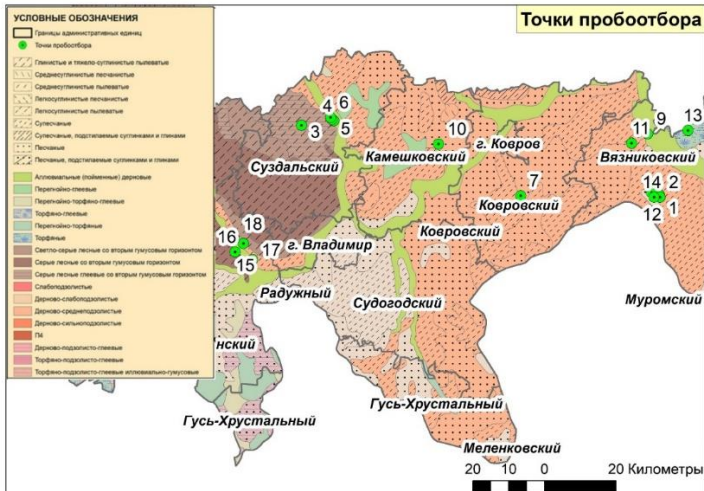 Точки пробоотбора
УСЛОВНЫЕ ОБОЗНАЧЕНИЯ
Границы административных единец
Точки пробоотбора
Глинистые и тяжело-суглинистые пылеватые
Среднесуглинистые песчанистые
Среднесуглинистые пылеватые
Легкосуглинистые песчанистые
Легкосуглинистые пылеватые
Супесчаные
Супесчаные, подстилаемые суглинками и глинами
Песчаные
Песчаные, подстилаемые суглинками и глинами
Аллювиальные (пойменные) дерновые
Перегнойно-глеевые
Перегнойно-торфяно-глеевые
Торфяно-глеевые
Перегнойно-торфяные
Торфяные
Светло-серые лесные со вторым гумусовым горизонтом
Серые лесные со вторым гумусовым горизонтом
Серые лесные глеевые со вторым гумусовым горизонтом
Слабоподзолистые
Дерново-слабоподзолистые
Дерново-среднеподзолистые
Дерново-сильноподзолистые
П4
Дерново-подзолисто-глеевые
Торфяно-подзолисто-глеевые
Торфяно-подзолисто-глеевые иллювиально-гумусовые
4 6
3 5
10
11 9 13
Суздальский
Камешковский
г. Ковров
Вязниковский
7
Ковровский
14 2
12 1
Ковровский
16 18
15 17
г. Владимир
Радужный
Судогодский
Муромский
нский
Гусь-Хрустальный
Гусь-Хрустальный
Меленковский
20 10 0 20 Километры